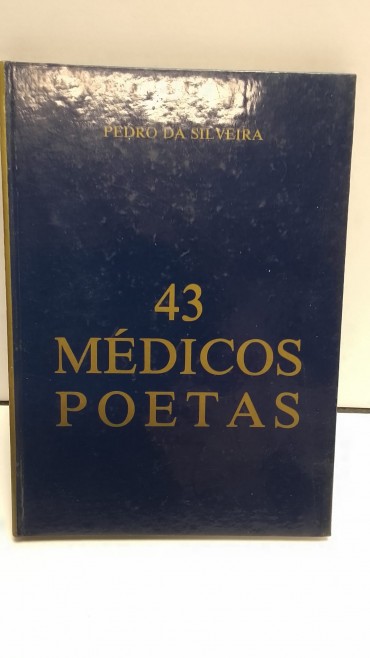 PEDRO DA SILVEIRA
43
MÉDICOS
POETAS